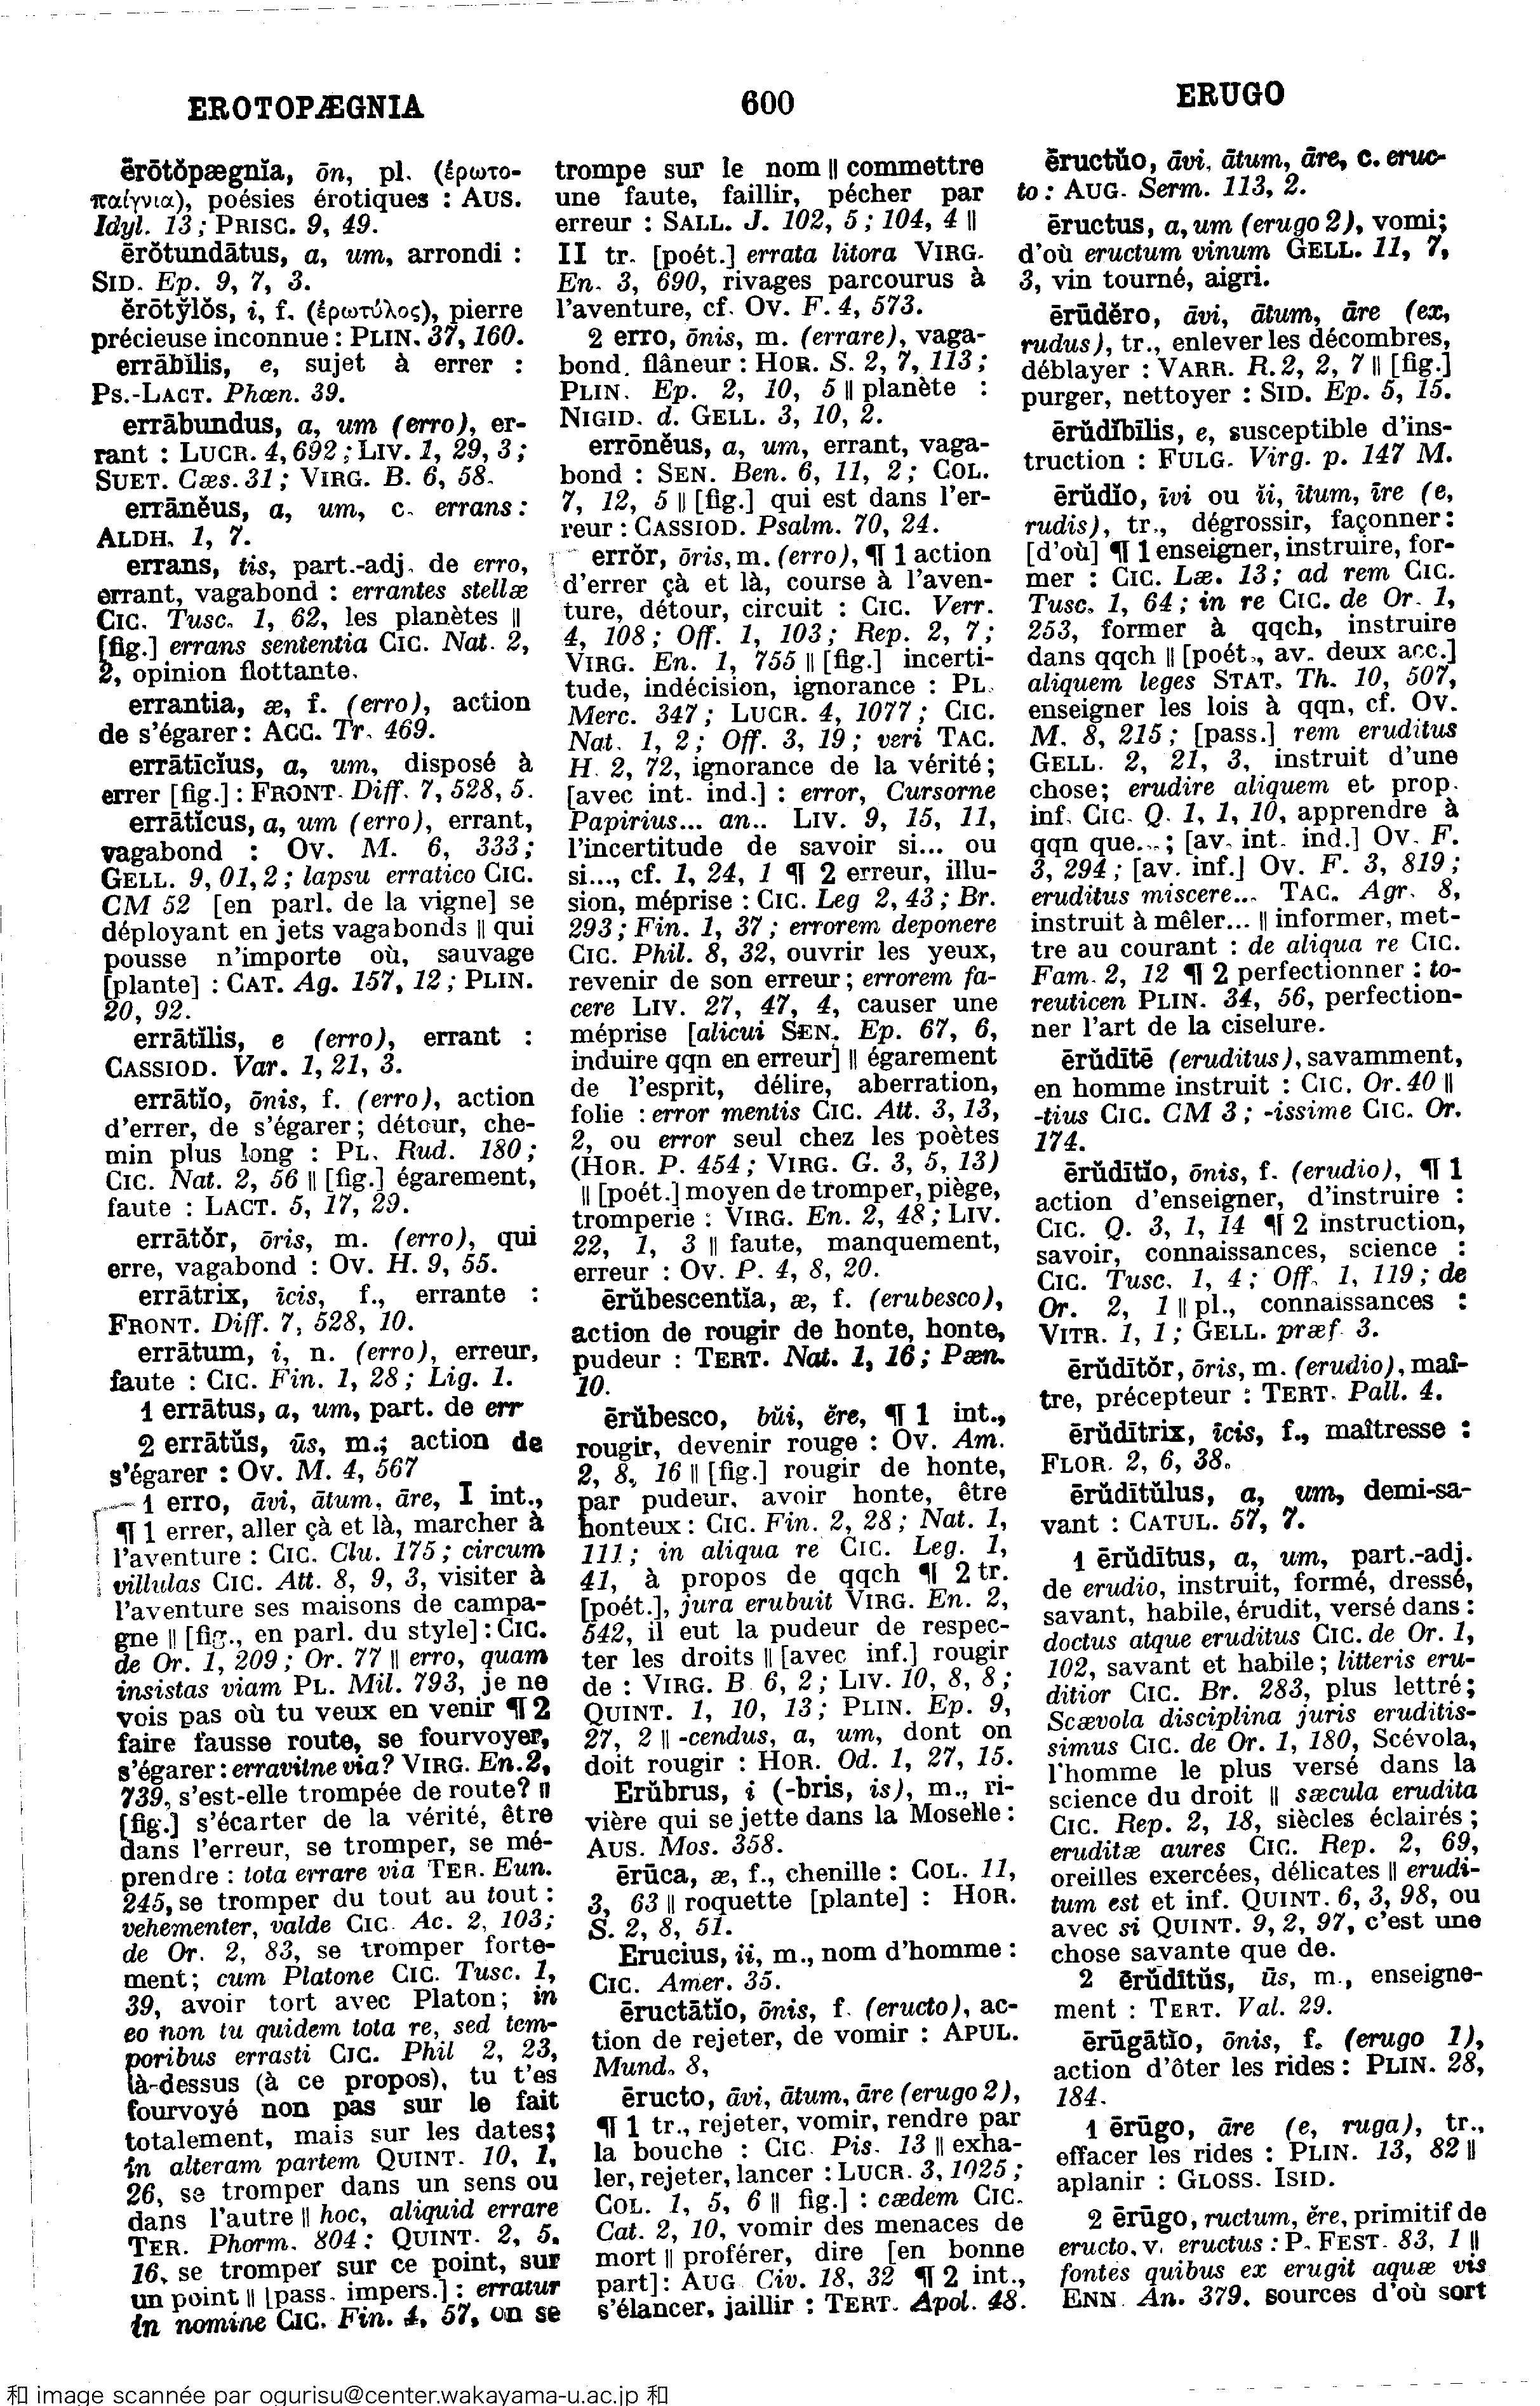 EROTOPÆGNIA
600
ERUGO
ĕrōtŏpægnĭa, ōn, pl. (ἐρωτο-
παίγνια), poésies érotiques : AUS.
Idyl. 13 ; PRISC. 9, 49.
ērŏtundātus, a, um, arrondi :
SID. Ep. 9, 7, 3.
ĕrōtўlŏs, i, f. (ἐρωτύλος), pierre
précieuse inconnue : PLIN. 37, 160.
errābĭlis, e, sujet à errer :
PS.-LACT. Phœn. 39.
errābundus, a, um (erro), er-
rant : LUCR. 4, 692 ; LIV. 1, 29, 3 ;
SUET. Cæs. 31 ; VIRG. B. 6, 58.
errānĕus, a, um, c. errans :
ALDH. 1, 7.
errans, tis, part.-adj. de erro,
errant, vagabond : errantes stellæ
CIC. Tusc. 1, 62, les planètes ||
[fig.] errans sententia CIC. Nat. 2,
2, opinion flottante.
errantia, æ, f. (erro), action
de s'égarer : ACC. Tr. 469.
errātĭcĭus, a, um, disposé à
errer [fig.] : FRONT. Diff. 7, 528, 5.
errātĭcus, a, um (erro), errant,
vagabond : OV. M. 6, 333 ;
GELL. 9, 01, 2 ; lapsu erratico CIC.
CM 52 [en parl. de la vigne] se
déployant en jets vagabonds || qui
pousse n'importe où, sauvage
[plante] : CAT. Ag. 157, 12 ; PLIN.
20, 92.
errātĭlis, e (erro), errant :
CASSIOD. Var. 1, 21, 3.
errātĭo, ōnis, f. (erro), action
d'errer, de s'égarer ; détour, che-
min plus long : PL. Rud. 180 ;
CIC. Nat. 2, 56 || [fig.] égarement,
faute : LACT. 5, 17, 29.
errātŏr, ōris, m. (erro), qui
erre, vagabond : OV. H. 9, 55.
errātrix, īcis, f., errante :
FRONT. Diff. 7, 528, 10.
errātum, i, n. (erro), erreur,
faute : CIC. Fin. 1, 28 ; Lig. 1.
1 errātus, a, um, part. de err
2 errātŭs, ūs, m.; action de
s'égarer : OV. M. 4, 567
1 erro, āvi, ātum, āre, I int.,
¶ 1 errer, aller çà et là, marcher à
l'aventure : CIC. Clu. 175 ; circum
villulas CIC. Att. 8, 9, 3, visiter à
l'aventure ses maisons de campa-
gne || [fig., en parl. du style] : CIC.
de Or. 1, 209 ; Or. 77 || erro, quam
insistas viam PL. Mil. 793, je ne
vois pas où tu veux en venir ¶ 2
faire fausse route, se fourvoyer,
s'égarer : erravitne via? VIRG. En. 2,
739, s'est-elle trompée de route? ||
[fig.] s'écarter de la vérité, être
dans l'erreur, se tromper, se mé-
prendre : tota errare via TER. Eun.
245, se tromper du tout au tout :
vehementer, valde CIC. Ac. 2, 103;
de Or. 2, 83, se tromper forte-
ment; cum Platone CIC. Tusc. 1,
39, avoir tort avec Platon; in
eo non tu quidem tota re, sed tem-
poribus errasti CIC. Phil 2, 23,
là-dessus (à ce propos), tu t'es
fourvoyé non pas sur le fait
totalement, mais sur les dates;
in alteram partem QUINT. 10, 1,
26, se tromper dans un sens ou
dans l'autre || hoc, aliquid errare
TER. Phorm. 804 : QUINT. 2, 5,
16, se tromper sur ce point, sur
un point || [pass. impers.] : erratur
in nomine CIC. Fin. 4, 57, on se
trompe sur le nom || commettre
une faute, faillir, pécher par
erreur : SALL. J. 102, 5 ; 104, 4 ||
II tr. [poét.] errata litora VIRG.
En. 3, 690, rivages parcourus à
l'aventure, cf. OV. F. 4, 573.
2 erro, ōnis, m. (errare), vaga-
bond, flâneur : HOR. S. 2, 7, 113 ;
PLIN. Ep. 2, 10, 5 || planète :
NIGID. d. GELL. 3, 10, 2.
errōnĕus, a, um, errant, vaga-
bond : SEN. Ben. 6, 11, 2 ; COL.
7, 12, 5 || [fig.] qui est dans l'er-
reur : CASSIOD. Psalm. 70, 24.
errŏr, ōris, m. (erro), ¶ 1 action
d'errer çà et là, course à l'aven-
ture, détour, circuit : CIC. Verr.
4, 108 ; Off. 1, 103 ; Rep. 2, 7 ;
VIRG. En. 1, 755 || [fig.] incerti-
tude, indécision, ignorance : PL.
Merc. 347 ; LUCR. 4, 1077 ; CIC.
Nat. 1, 2 ; Off. 3, 19 ; veri TAC.
H. 2, 72, ignorance de la vérité ;
[avec int. ind.] : error, Cursorne
Papirius... an.. LIV. 9, 15, 11,
l'incertitude de savoir si... ou
si..., cf. 1, 24, 1 ¶ 2 erreur, illu-
sion, méprise : CIC. Leg 2, 43 ; Br.
293 ; Fin. 1, 37 ; errorem deponere
CIC. Phil. 8, 32, ouvrir les yeux,
revenir de son erreur ; errorem fa-
cere LIV. 27, 47, 4, causer une
méprise [alicui SEN. Ep. 67, 6,
induire qqn en erreur] || égarement
de l'esprit, délire, aberration,
folie : error mentis CIC. Att. 3, 13,
2, ou error seul chez les poètes
(HOR. P. 454 ; VIRG. G. 3, 5, 13)
|| [poét.] moyen de tromper, piège,
tromperie : VIRG. En. 2, 48 ; LIV.
22, 1, 3 || faute, manquement,
erreur : OV. P. 4, 8, 20.
ērŭbescentĭa, æ, f. (erubesco),
action de rougir de honte, honte,
pudeur : TERT. Nat. 1, 16 ; Pæn.
10.
ērŭbesco, bŭi, ĕre, ¶ 1 int.,
rougir, devenir rouge : OV. Am.
2, 8, 16 || [fig.] rougir de honte,
par pudeur, avoir honte, être
honteux : CIC. Fin. 2, 28 ; Nat. 1,
111 ; in aliqua re CIC. Leg. 1,
41, à propos de qqch ¶ 2 tr.
[poét.], jura erubuit VIRG. En. 2,
542, il eut la pudeur de respec-
ter les droits || [avec inf.] rougir
de : VIRG. B 6, 2 ; LIV. 10, 8, 8 ;
QUINT. 1, 10, 13 ; PLIN. Ep. 9,
27, 2 || -cendus, a, um, dont on
doit rougir : HOR. Od. 1, 27, 15.
Erŭbrus, i (-bris, is), m., ri-
vière qui se jette dans la Moselle :
AUS. Mos. 358.
ērūca, æ, f., chenille : COL. 11,
3, 63 || roquette [plante] : HOR.
S. 2, 8, 51.
Erucius, ii, m., nom d'homme :
CIC. Amer. 35.
ēructātĭo, ōnis, f. (eructo), ac-
tion de rejeter, de vomir : APUL.
Mund. 8,
ēructo, āvi, ātum, āre (erugo 2),
¶ 1 tr., rejeter, vomir, rendre par
la bouche : CIC. Pis. 13 || exha-
ler, rejeter, lancer : LUCR. 3, 1025 ;
COL. 1, 5, 6 || fig.] : cædem CIC.
Cat. 2, 10, vomir des menaces de
mort || proférer, dire [en bonne
part] : AUG Civ. 18, 32 ¶ 2 int.,
s'élancer, jaillir : TERT. Apol. 48.
ēructŭo, āvi, ātum, āre, c. eruc-
to : AUG. Serm. 113, 2.
ēructus, a, um (erugo 2), vomi;
d'où eructum vinum GELL. 11, 7,
3, vin tourné, aigri.
ērūdĕro, āvi, ātum, āre (ex,
rudus), tr., enlever les décombres,
déblayer : VARR. R. 2, 2, 7 || [fig.]
purger, nettoyer : SID. Ep. 5, 15.
ērŭdĭbĭlis, e, susceptible d'ins-
truction : FULG. Virg. p. 147 M.
ērŭdĭo, īvi ou ĭi, ītum, īre (e,
rudis), tr., dégrossir, façonner :
[d'où] ¶ 1 enseigner, instruire, for-
mer : CIC. Læ. 13 ; ad rem CIC.
Tusc. 1, 64 ; in re CIC. de Or. 1,
253, former à qqch, instruire
dans qqch || [poét., av. deux acc.]
aliquem leges STAT. Th. 10, 507,
enseigner les lois à qqn, cf. OV.
M. 8, 215 ; [pass.] rem eruditus
GELL. 2, 21, 3, instruit d'une
chose; erudire aliquem et prop.
inf. CIC. Q. 1, 1, 10, apprendre à
qqn que... ; [av. int. ind.] OV. F.
3, 294 ; [av. inf.] OV. F. 3, 819 ;
eruditus miscere... TAC. Agr. 8,
instruit à mêler... || informer, met-
tre au courant : de aliqua re CIC.
Fam. 2, 12 ¶ 2 perfectionner : to-
reuticen PLIN. 34, 56, perfection-
ner l'art de la ciselure.
ērŭdītē (eruditus), savamment,
en homme instruit : CIC. Or. 40 ||
-tius CIC. CM 3 ; -issime CIC. Or.
174.
ērŭdītĭo, ōnis, f. (erudio), ¶ 1
action d'enseigner, d'instruire :
CIC. Q. 3, 1, 14 ¶ 2 instruction,
savoir, connaissances, science :
CIC. Tusc. 1, 4 ; Off. 1, 119 ; de
Or. 2, 1 || pl., connaissances :
VITR. 1, 1 ; GELL. præf 3.
ērŭdītŏr, ōris, m. (erudio), maî-
tre, précepteur : TERT. Pall. 4.
ērŭdītrix, īcis, f., maîtresse :
FLOR. 2, 6, 38.
ērŭdītŭlus, a, um, demi-sa-
vant : CATUL. 57, 7.
1 ērŭdītus, a, um, part.-adj.
de erudio, instruit, formé, dressé,
savant, habile, érudit, versé dans :
doctus atque eruditus CIC. de Or. 1,
102, savant et habile ; litteris eru-
ditior CIC. Br. 283, plus lettré ;
Scævola disciplina juris eruditis-
simus CIC. de Or. 1, 180, Scévola,
l'homme le plus versé dans la
science du droit || sæcula erudita
CIC. Rep. 2, 18, siècles éclairés ;
eruditæ aures CIC. Rep. 2, 69,
oreilles exercées, délicates || erudi-
tum est et inf. QUINT. 6, 3, 98, ou
avec si QUINT. 9, 2, 97, c'est une
chose savante que de.
2 ērŭdītŭs, ūs, m., enseigne-
ment : TERT. Val. 29.
ērūgātĭo, ōnis, f. (erugo 1),
action d'ôter les rides : PLIN. 28,
184.
1 ērūgo, āre (e, ruga), tr.,
effacer les rides : PLIN. 13, 82 ||
aplanir : GLOSS. ISID.
2 ērūgo, ructum, ĕre, primitif de
eructo, v. eructus : P. FEST. 83, 1 ||
fontes quibus ex erugit aquæ vis
ENN. An. 379, sources d'où sort
和 image scannée par ogurisu@center.wakayama-u.ac.jp 和